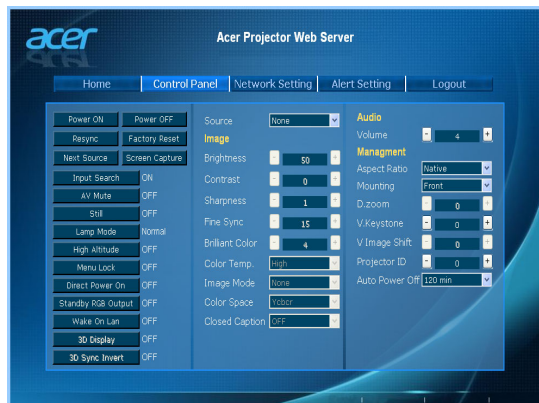 acer
Acer Projector Web Server
Home Control Panel Network Setting Alert Setting Logout
Power ON Power OFF
Resync Factory Reset
Next Source Screen Capture
Input Search ON
AV Mute OFF
Still OFF
Lamp Mode Normal
High Altitude OFF
Menu Lock OFF
Direct Power On OFF
Standby RGB Output OFF
Wake On Lan OFF
3D Display OFF
3D Sync Invert OFF
Source None
Image
Brightness - 50 +
Contrast - 0 +
Sharpness - 1 +
Fine Sync - 15 +
Brilliant Color - 4 +
Color Temp. High
Image Mode None
Color Space Ycbcr
Closed Caption OFF
Audio
Volume - 4 +
Managment
Aspect Ratio Native
Mounting Front
D.zoom - 0 +
V.Keystone - 0 +
V Image Shift - 0 +
Projector ID - 0 +
Auto Power Off 120 min